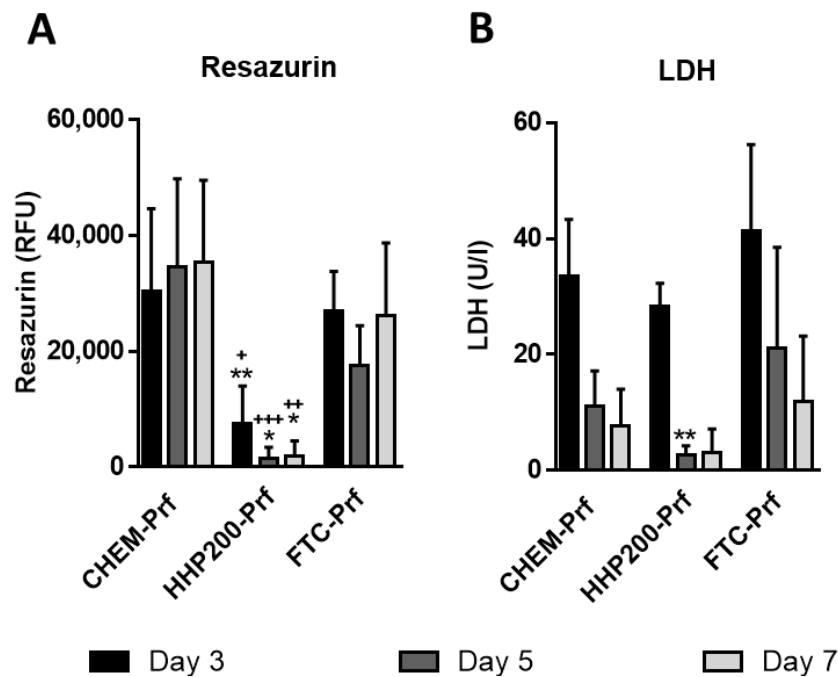 A
Resazurin
60,000
40,000
20,000
0
Resazurin (RFU)
+
**
+++
*
++
*
CHEM-Prf
HHP200-Prf
FTC-Prf
B
LDH
60
40
20
0
LDH (U/l)
**
CHEM-Prf
HHP200-Prf
FTC-Prf
Day 3
Day 5
Day 7